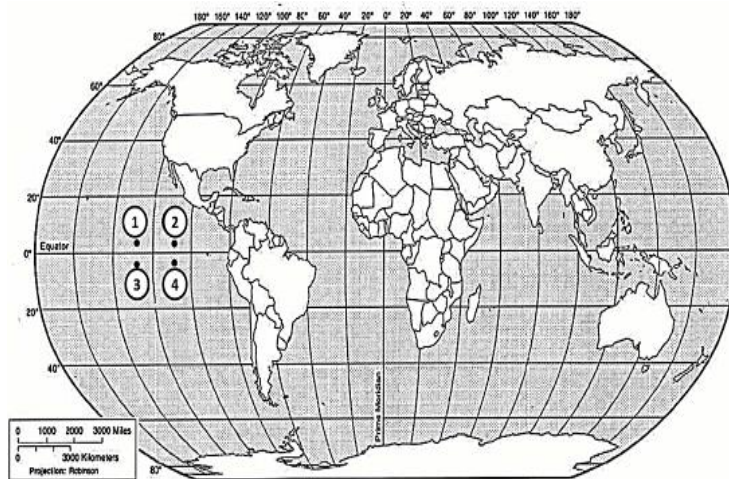 180° 160° 140° 120° 100° 80° 60° 40° 20° 0° 20° 40° 60° 80° 100° 120° 140° 160° 180°
80°
60°
40°
20°
1 2
Equator
0°
3 4
20°
40°
Prime Meridian
0 1000 2000 3000 Miles
0 3000 Kilometers
Projection: Robinson
80°